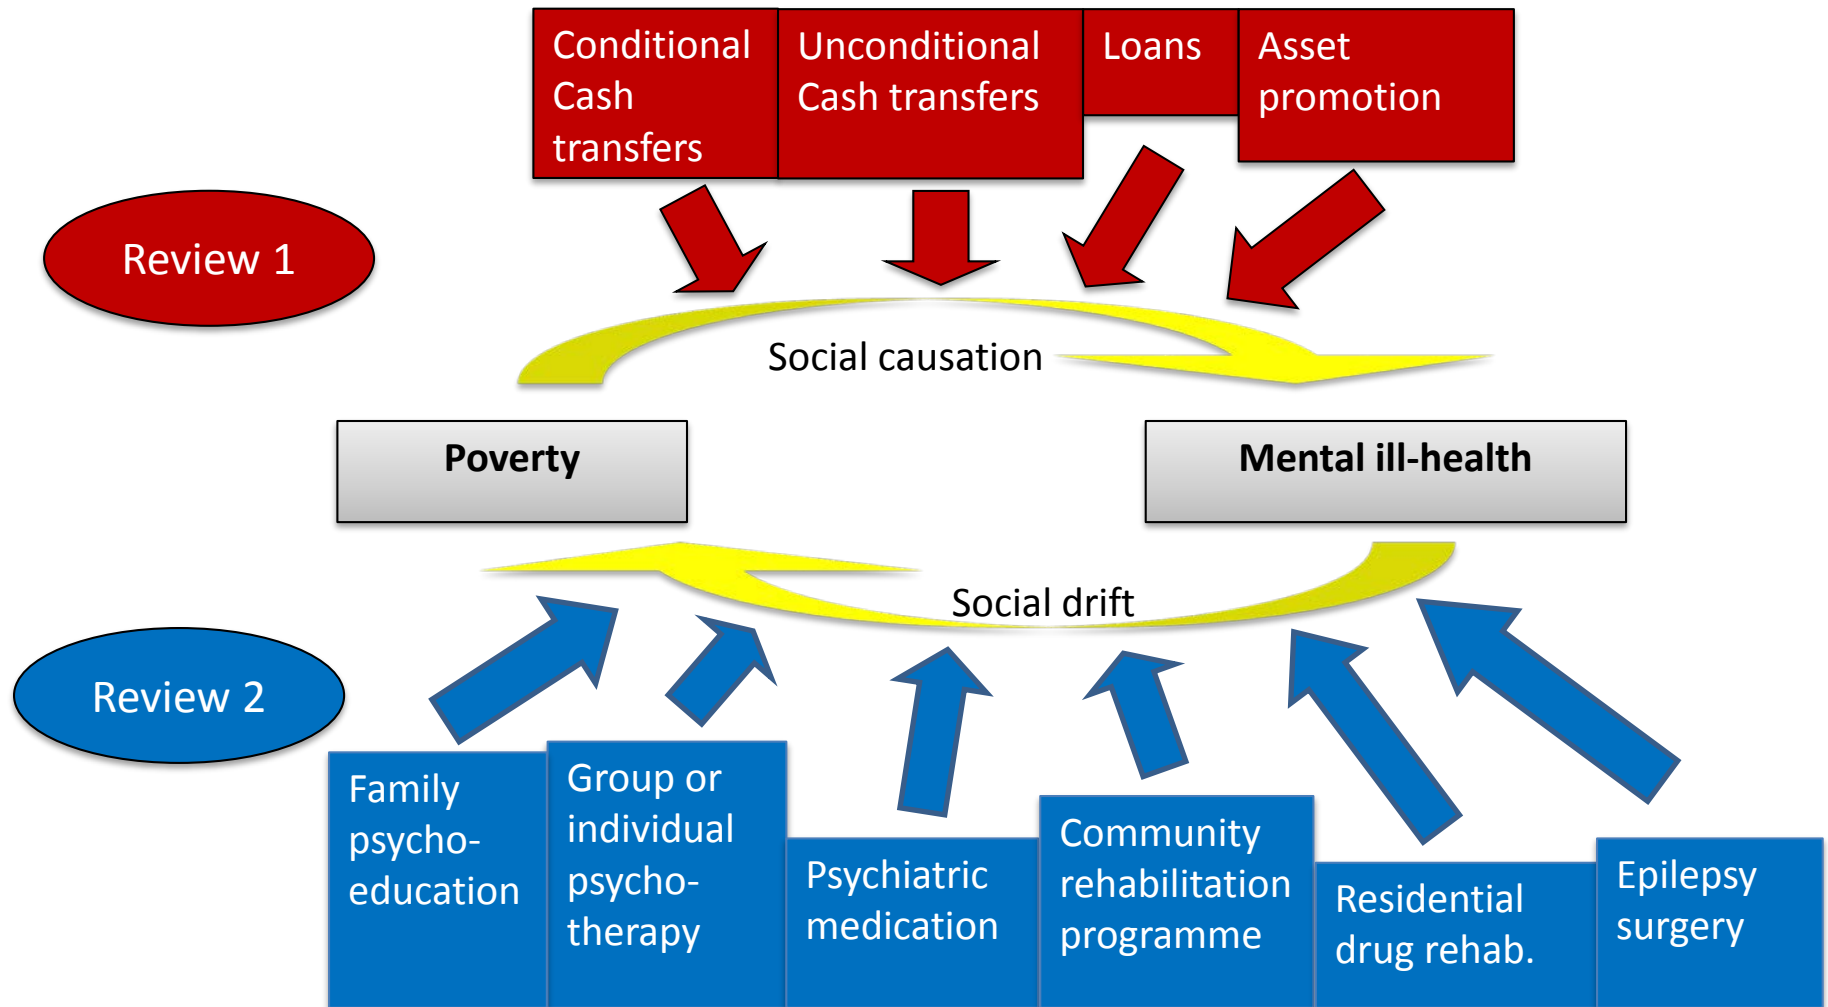 Conditional
Cash
transfers
Unconditional
Cash transfers
Loans
Asset
promotion
Review 1
Social causation
Poverty
Mental ill-health
Social drift
Review 2
Family
psycho-
education
Group or
individual
psycho-
therapy
Psychiatric
medication
Community
rehabilitation
programme
Residential
drug rehab.
Epilepsy
surgery